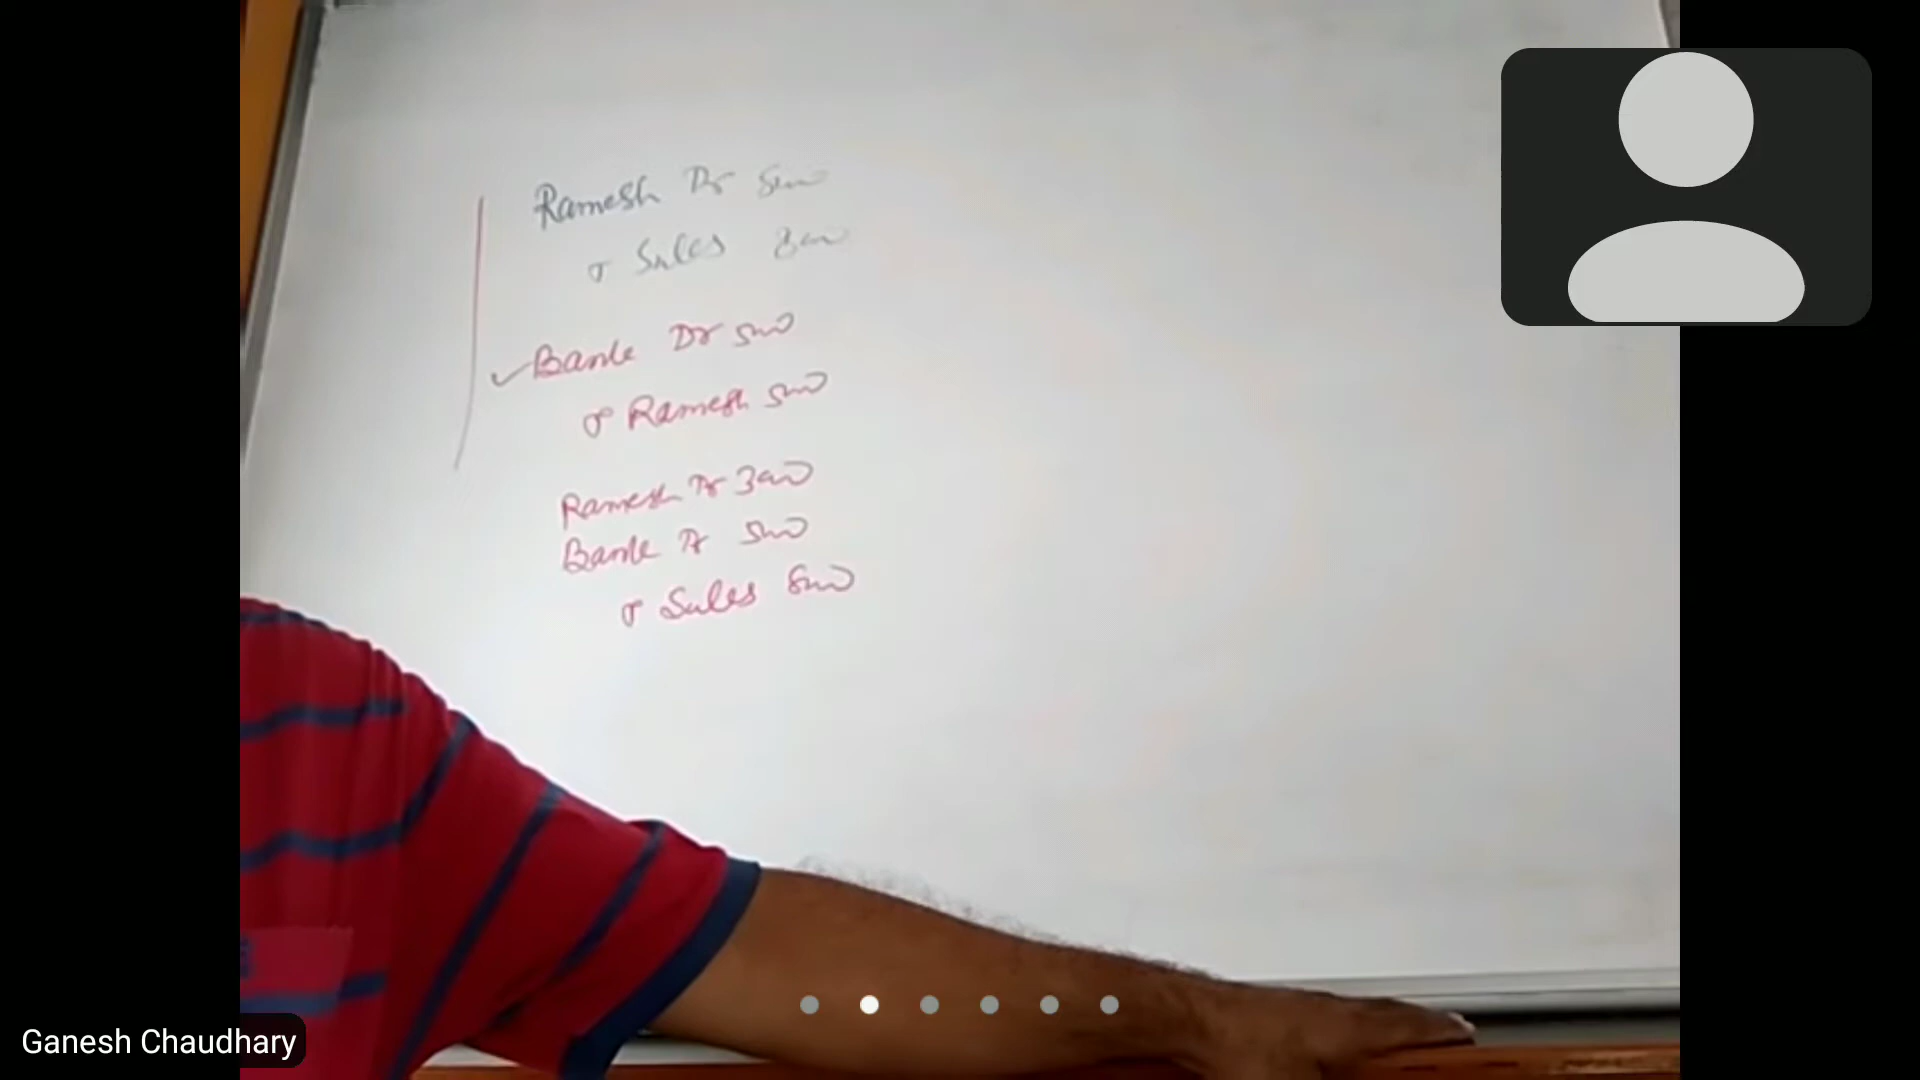 Ramesh Dr 8000
To Sales 8000
Bank Dr 5000
To Ramesh 5000
Ramesh Dr 3000
Bank Dr 5000
To Sales 8000
Ganesh Chaudhary